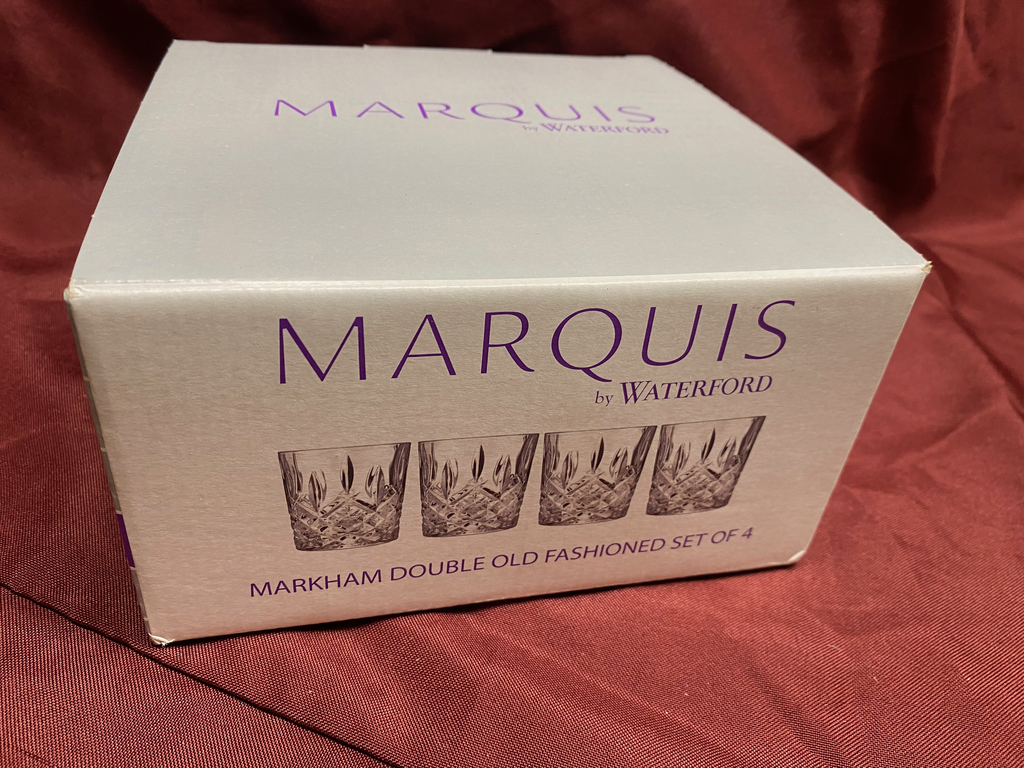 MARQUIS
by WATERFORD
MARQUIS
by WATERFORD
MARKHAM DOUBLE OLD FASHIONED SET OF 4